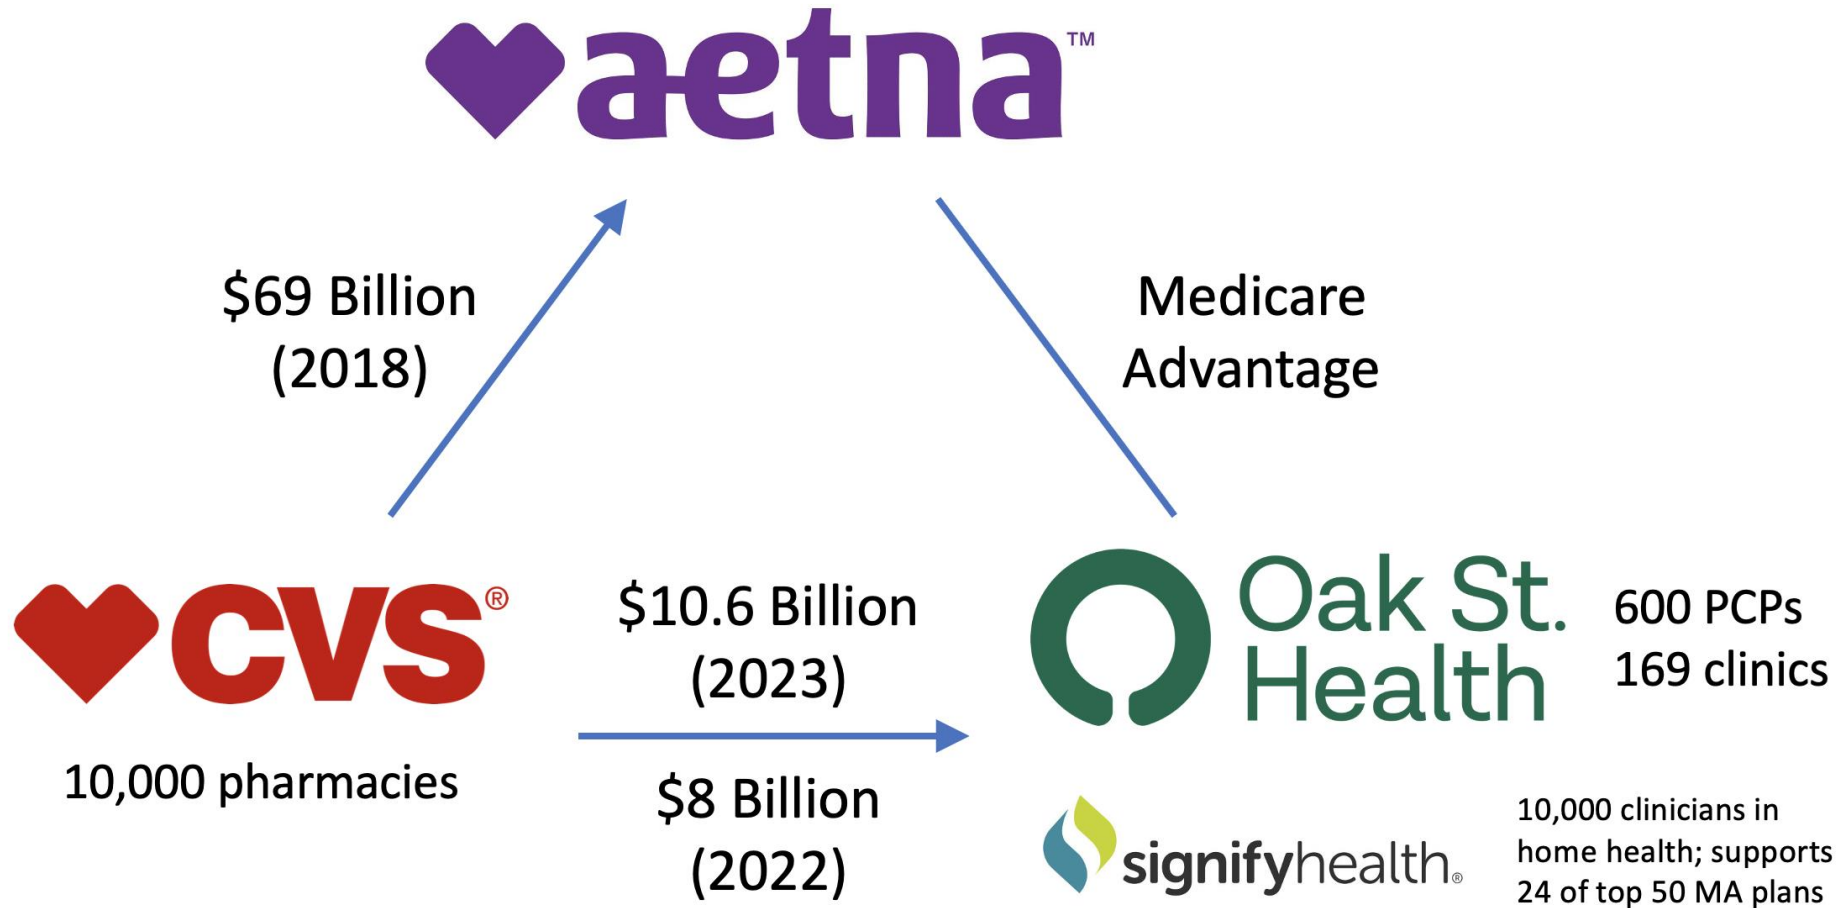 aetna™
$69 Billion
(2018)
Medicare
Advantage
CVS®
10,000 pharmacies
$10.6 Billion
(2023)
$8 Billion
(2022)
Oak St.
Health
600 PCPs
169 clinics
signifyhealth®
10,000 clinicians in
home health; supports
24 of top 50 MA plans